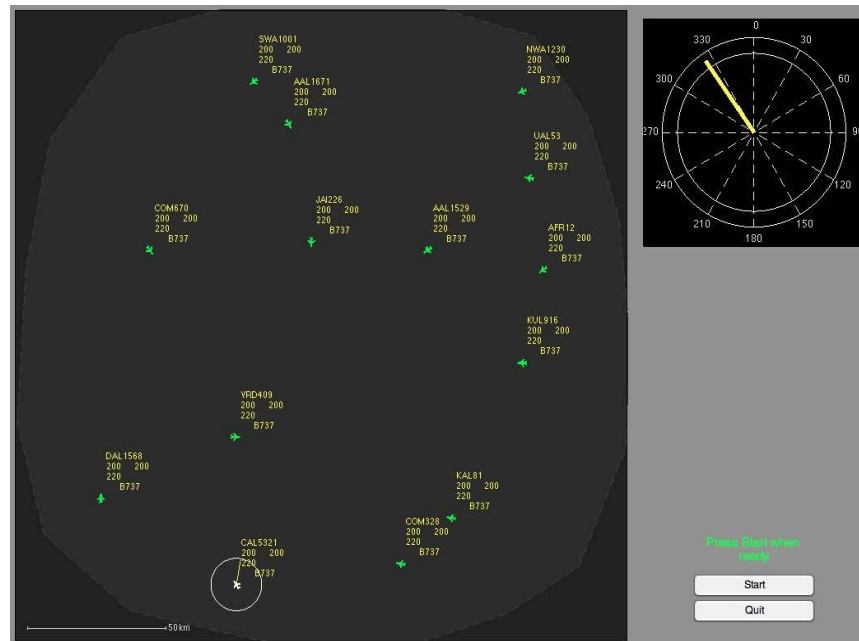 SWA1001
200 200
220
B737
AAL1671
200 200
220
B737
NWA1230
200 200
220
B737
UAL53
200 200
220
B737
COM670
200 200
220
B737
JAI226
200 200
220
B737
AAL1529
200 200
220
B737
AFR12
200 200
220
B737
KUL916
200 200
220
B737
VRD409
200 200
220
B737
DAL1568
200 200
220
B737
KAL81
200 200
220
B737
COM328
200 200
220
B737
CAL5321
200 200
220
B737
50km
0
30
60
90
120
150
180
210
240
270
300
330
Press Start when
ready
Start
Quit